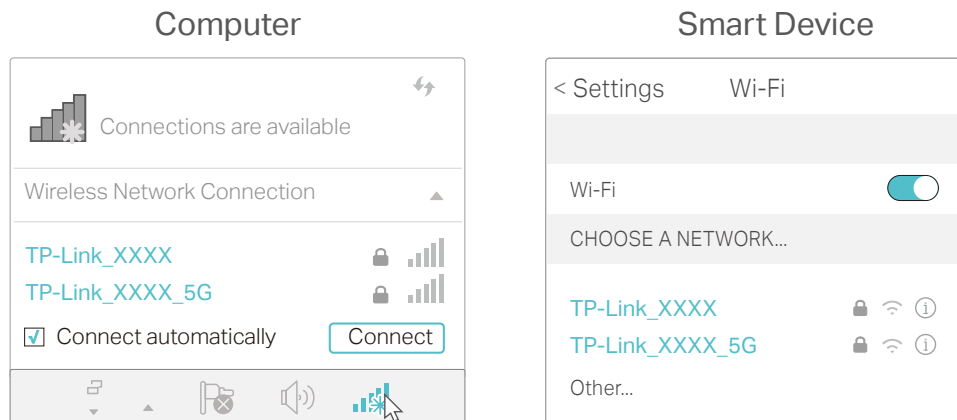 Computer
Connections are available
Wireless Network Connection
TP-Link_XXXX
TP-Link_XXXX_5G
Connect automatically
Connect
Smart Device
< Settings
Wi-Fi
Wi-Fi
CHOOSE A NETWORK...
TP-Link_XXXX
TP-Link_XXXX_5G
Other...